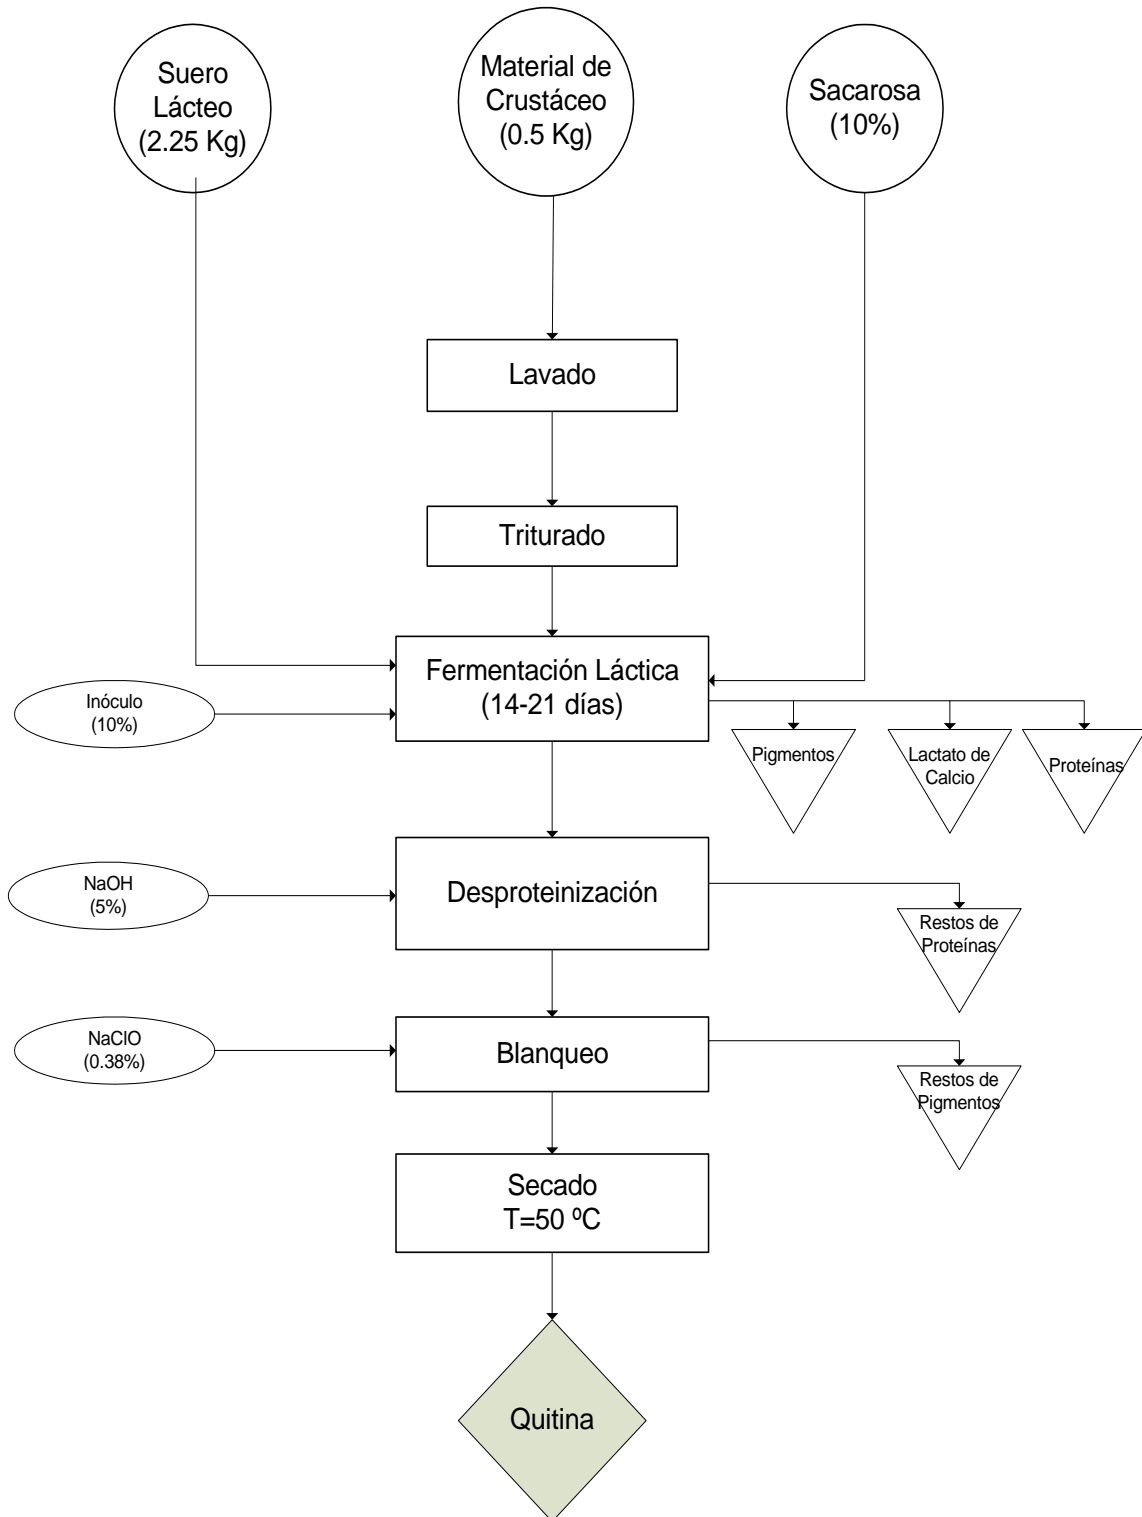 Suero
Lácteo
(2.25 Kg)
Material de
Crustáceo
(0.5 Kg)
Sacarosa
(10%)
Lavado
Triturado
Fermentación Láctica
(14-21 días)
Inóculo
(10%)
Pigmentos
Lactato de
Calcio
Proteínas
NaOH
(5%)
Desproteinización
Restos de
Proteínas
NaClO
(0.38%)
Blanqueo
Restos de
Pigmentos
Secado
T=50 ºC
Quitina